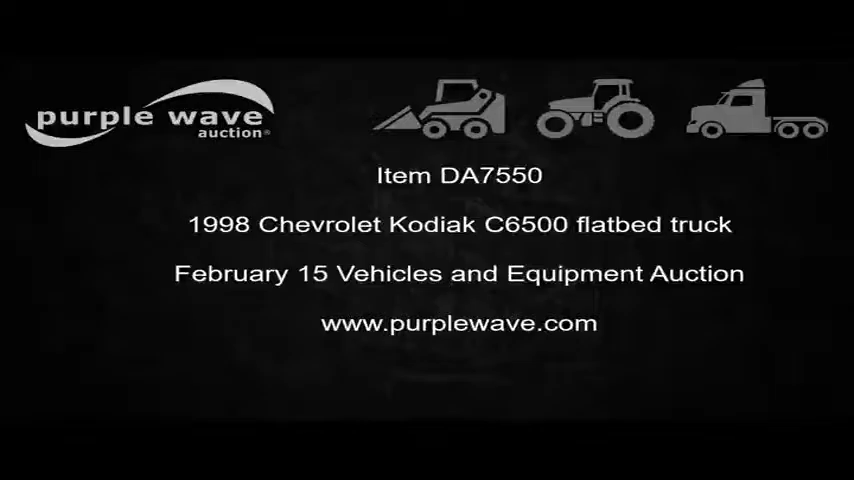 purple wave
auction®
Item DA7550
1998 Chevrolet Kodiak C6500 flatbed truck
February 15 Vehicles and Equipment Auction
www.purplewave.com